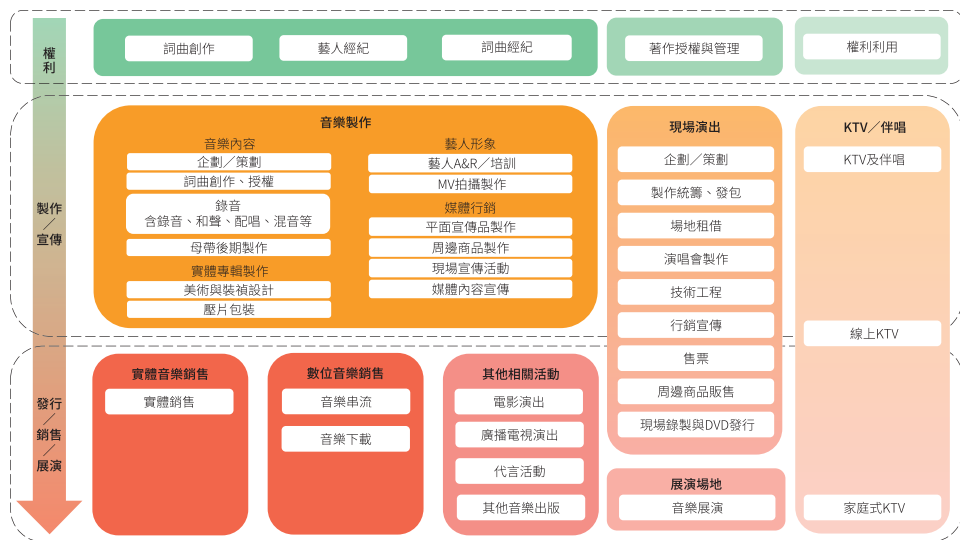 權
利
詞曲創作
藝人經紀
詞曲經紀
著作授權與管理
權利利用
製作
／
宣傳
音樂製作
音樂內容
企劃／策劃
詞曲創作、授權
錄音
含錄音、和聲、配唱、混音等
母帶後期製作
實體專輯製作
美術與裝禎設計
壓片包裝
藝人形象
藝人A&R／培訓
MV拍攝製作
媒體行銷
平面宣傳品製作
周邊商品製作
現場宣傳活動
媒體內容宣傳
現場演出
企劃／策劃
製作統籌、發包
場地租借
演唱會製作
技術工程
行銷宣傳
售票
周邊商品販售
現場錄製與DVD發行
KTV／伴唱
KTV及伴唱
線上KTV
家庭式KTV
發行
／
銷售
／
展演
實體音樂銷售
實體銷售
數位音樂銷售
音樂串流
音樂下載
其他相關活動
電影演出
廣播電視演出
代言活動
其他音樂出版
展演場地
音樂展演